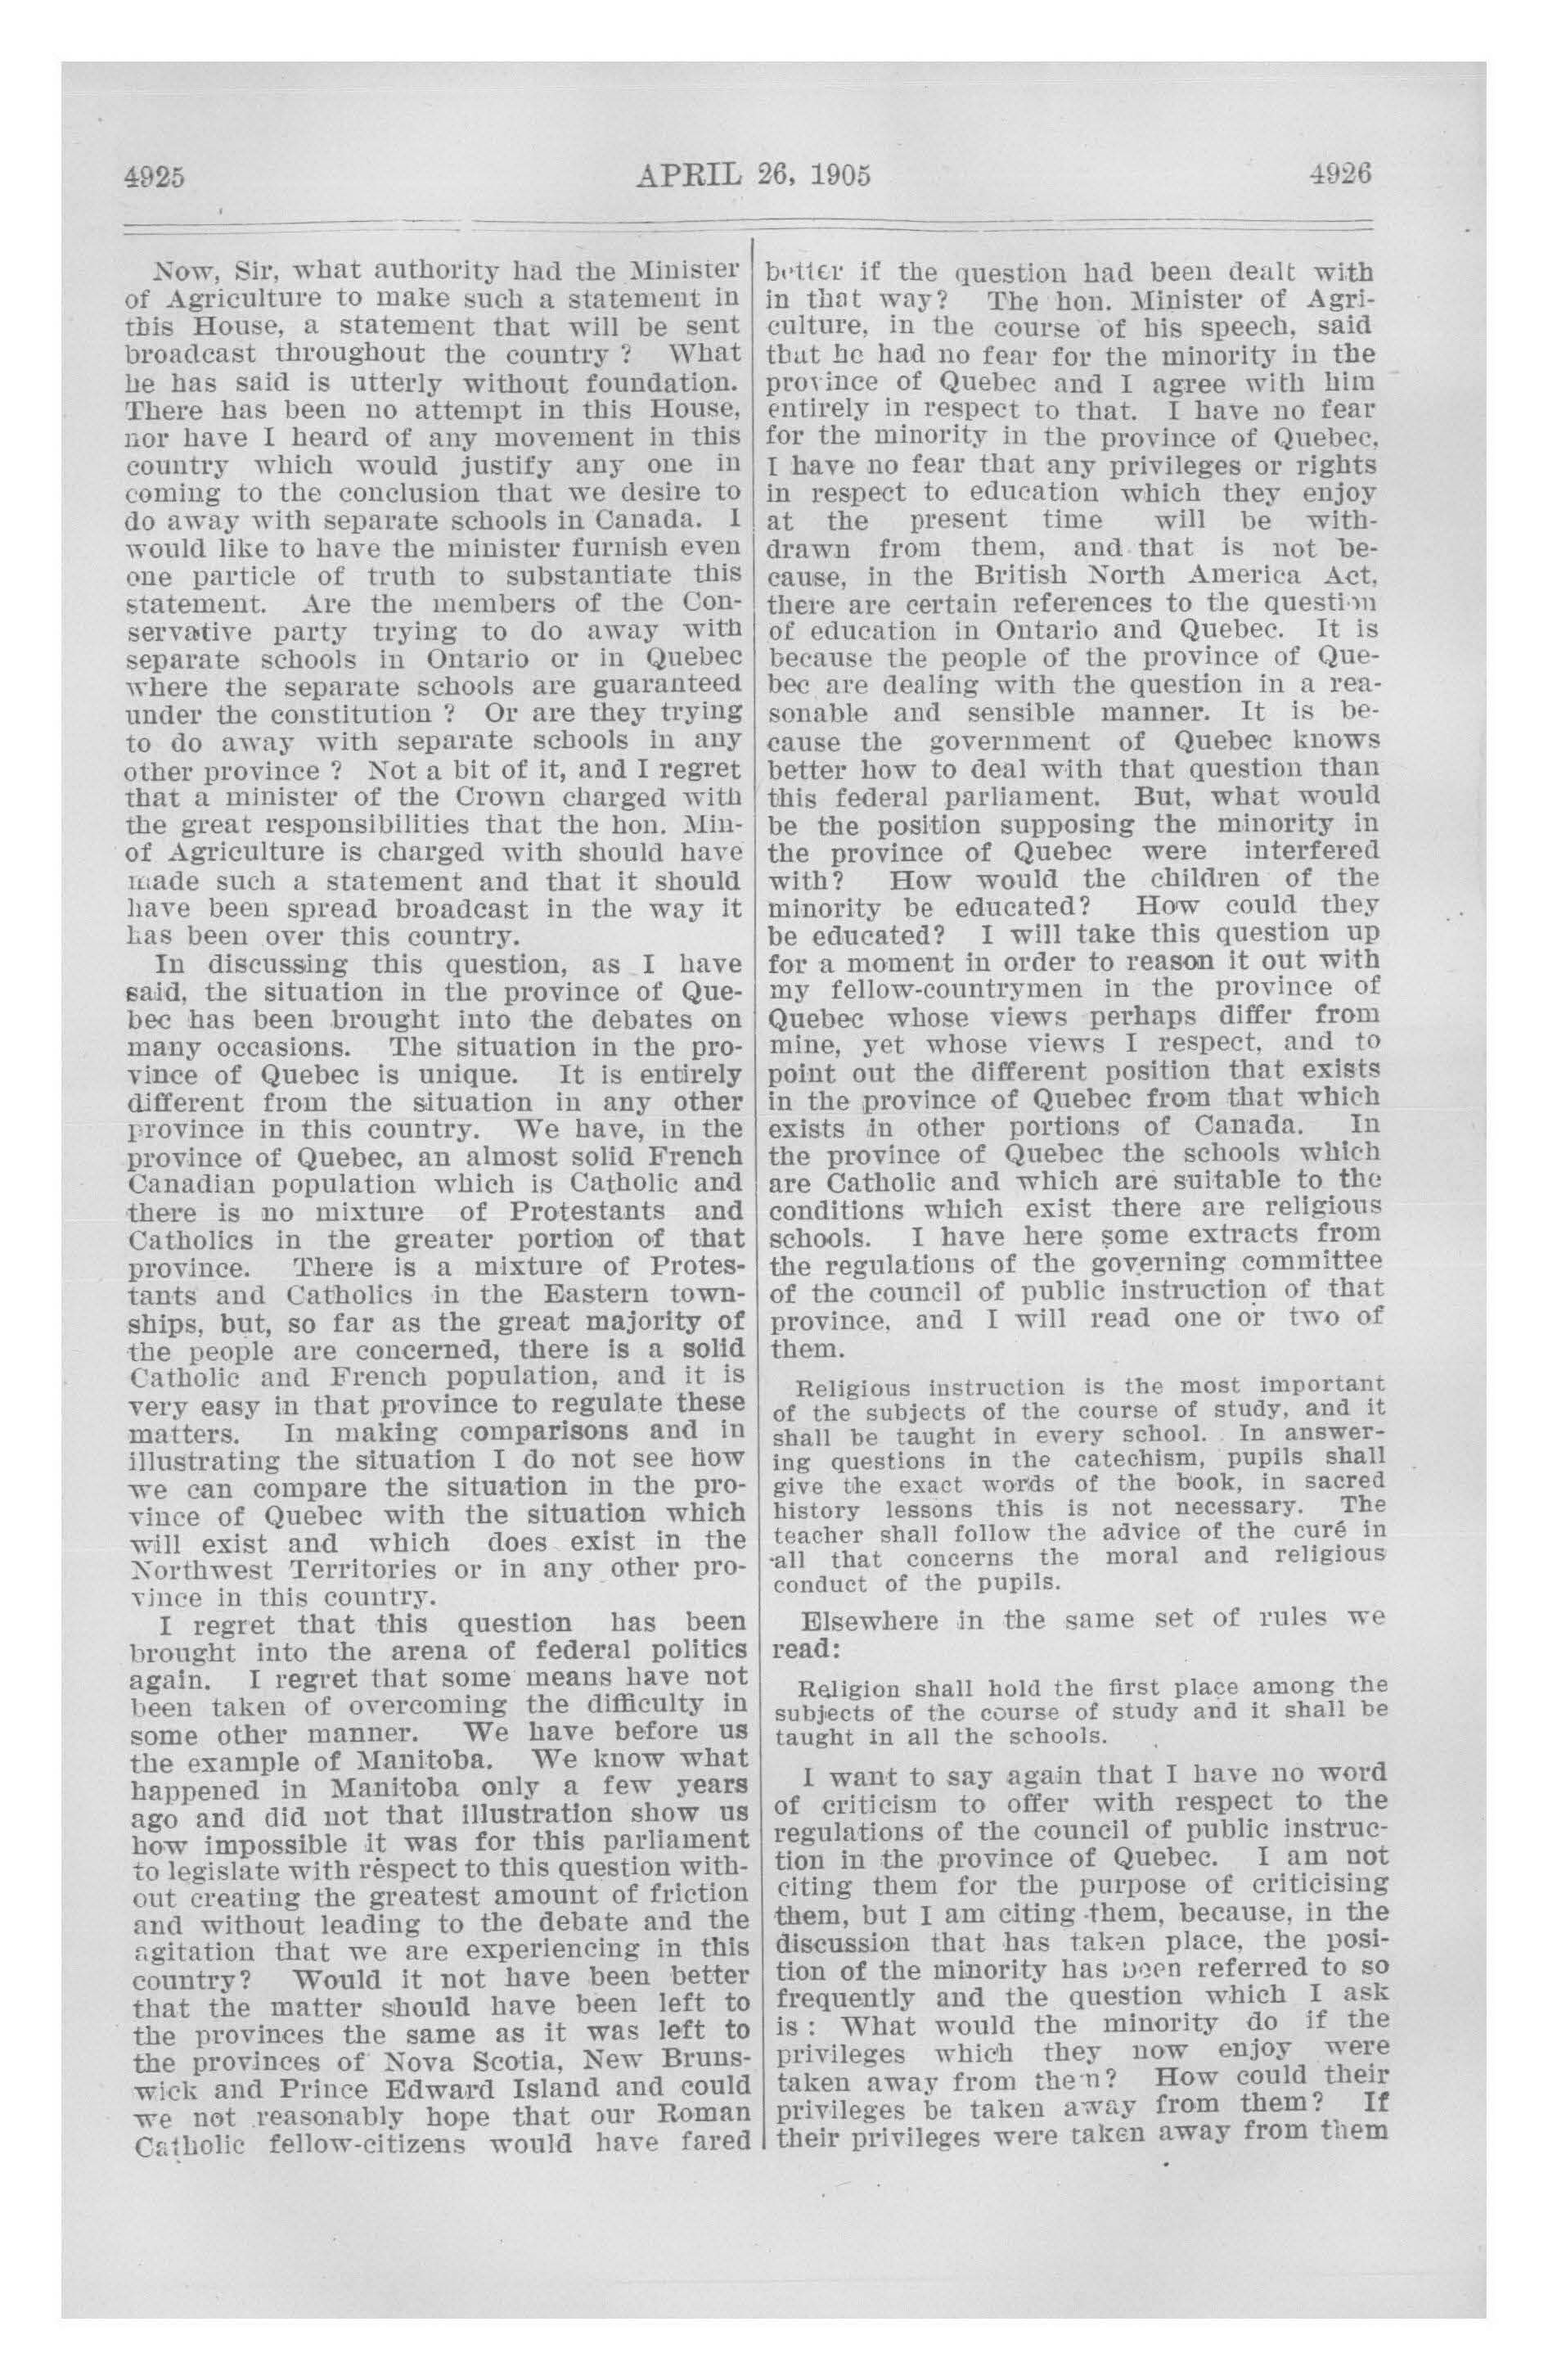 4925
APRIL 26, 1905
4926
Now, Sir, what authority had the Minister
of Agriculture to make such a statement in
this House, a statement that will be sent
broadcast throughout the country ? What
he has said is utterly without foundation.
There has been no attempt in this House,
nor have I heard of any movement in this
country which would justify any one in
coming to the conclusion that we desire to
do away with separate schools in Canada. I
would like to have the minister furnish even
one particle of truth to substantiate this
statement. Are the members of the Con-
servative party trying to do away with
separate schools in Ontario or in Quebec
where the separate schools are guaranteed
under the constitution ? Or are they trying
to do away with separate schools in any
other province ? Not a bit of it, and I regret
that a minister of the Crown charged with
the great responsibilities that the hon. Min-
of Agriculture is charged with should have
made such a statement and that it should
have been spread broadcast in the way it
has been over this country.
In discussing this question, as I have
said, the situation in the province of Que-
bec has been brought into the debates on
many occasions. The situation in the pro-
vince of Quebec is unique. It is entirely
different from the situation in any other
province in this country. We have, in the
province of Quebec, an almost solid French
Canadian population which is Catholic and
there is no mixture of Protestants and
Catholics in the greater portion of that
province. There is a mixture of Protes-
tants and Catholics in the Eastern town-
ships, but, so far as the great majority of
the people are concerned, there is a solid
Catholic and French population, and it is
very easy in that province to regulate these
matters. In making comparisons and in
illustrating the situation I do not see how
we can compare the situation in the pro-
vince of Quebec with the situation which
will exist and which does exist in the
Northwest Territories or in any other pro-
vince in this country.
I regret that this question has been
brought into the arena of federal politics
again. I regret that some means have not
been taken of overcoming the difficulty in
some other manner. We have before us
the example of Manitoba. We know what
happened in Manitoba only a few years
ago and did not that illustration show us
how impossible it was for this parliament
to legislate with respect to this question with-
out creating the greatest amount of friction
and without leading to the debate and the
agitation that we are experiencing in this
country? Would it not have been better
that the matter should have been left to
the provinces the same as it was left to
the provinces of Nova Scotia, New Bruns-
wick and Prince Edward Island and could
we not reasonably hope that our Roman
Catholic fellow-citizens would have fared
better if the question had been dealt with
in that way? The hon. Minister of Agri-
culture, in the course of his speech, said
that he had no fear for the minority in the
province of Quebec and I agree with him
entirely in respect to that. I have no fear
for the minority in the province of Quebec,
I have no fear that any privileges or rights
in respect to education which they enjoy
at the present time will be with-
drawn from them, and that is not be-
cause, in the British North America Act,
there are certain references to the question
of education in Ontario and Quebec. It is
because the people of the province of Que-
bec are dealing with the question in a rea-
sonable and sensible manner. It is be-
cause the government of Quebec knows
better how to deal with that question than
this federal parliament. But, what would
be the position supposing the minority in
the province of Quebec were interfered
with? How would the children of the
minority be educated? How could they
be educated? I will take this question up
for a moment in order to reason it out with
my fellow-countrymen in the province of
Quebec whose views perhaps differ from
mine, yet whose views I respect, and to
point out the different position that exists
in the province of Quebec from that which
exists in other portions of Canada. In
the province of Quebec the schools which
are Catholic and which are suitable to the
conditions which exist there are religious
schools. I have here some extracts from
the regulations of the governing committee
of the council of public instruction of that
province, and I will read one or two of
them.
Religious instruction is the most important
of the subjects of the course of study, and it
shall be taught in every school. In answer-
ing questions in the catechism, pupils shall
give the exact words of the book, in sacred
history lessons this is not necessary. The
teacher shall follow the advice of the curé in
all that concerns the moral and religious
conduct of the pupils.
Elsewhere in the same set of rules we
read:
Religion shall hold the first place among the
subjects of the course of study and it shall be
taught in all the schools.
I want to say again that I have no word
of criticism to offer with respect to the
regulations of the council of public instruc-
tion in the province of Quebec. I am not
citing them for the purpose of criticising
them, but I am citing them, because, in the
discussion that has taken place, the posi-
tion of the minority has been referred to so
frequently and the question which I ask
is : What would the minority do if the
privileges which they now enjoy were
taken away from them? How could their
privileges be taken away from them? If
their privileges were taken away from them